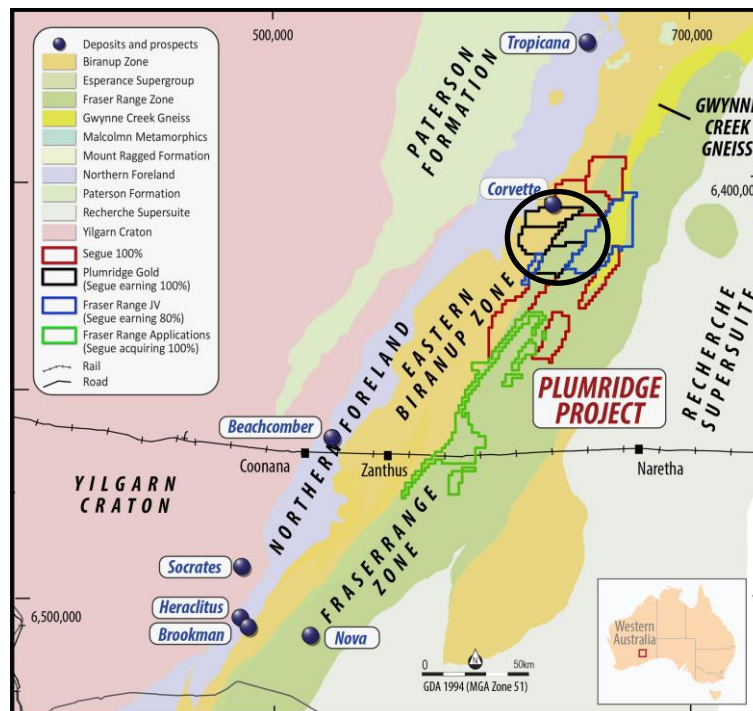 500,000
700,000
Deposits and prospects
Biranup Zone
Esperance Supergroup
Fraser Range Zone
Gwynne Creek Gneiss
Malcolmn Metamorphics
Mount Ragged Formation
Northern Foreland
Paterson Formation
Recherche Supersuite
Yilgarn Craton
Segue 100%
Plumridge Gold
(Segue earning 100%)
Fraser Range JV
(Segue earning 80%)
Fraser Range Applications
(Segue acquiring 100%)
Rail
Road
Tropicana
PATERSON
FORMATION
GWYNNE
CREEK
GNEISS
Corvette
6,400,000
EASTERN
BIRANUP ZONE
NORTHERN FORELAND
PLUMRIDGE
PROJECT
RECHERCHE
SUPERSUITE
Beachcomber
Coonana
Zanthus
Naretha
YILGARN
CRATON
FRASERRANGE
ZONE
Socrates
Heraclitus
6,500,000
Brookman
Nova
N
0
50km
GDA 1994 (MGA Zone 51)
Western
Australia